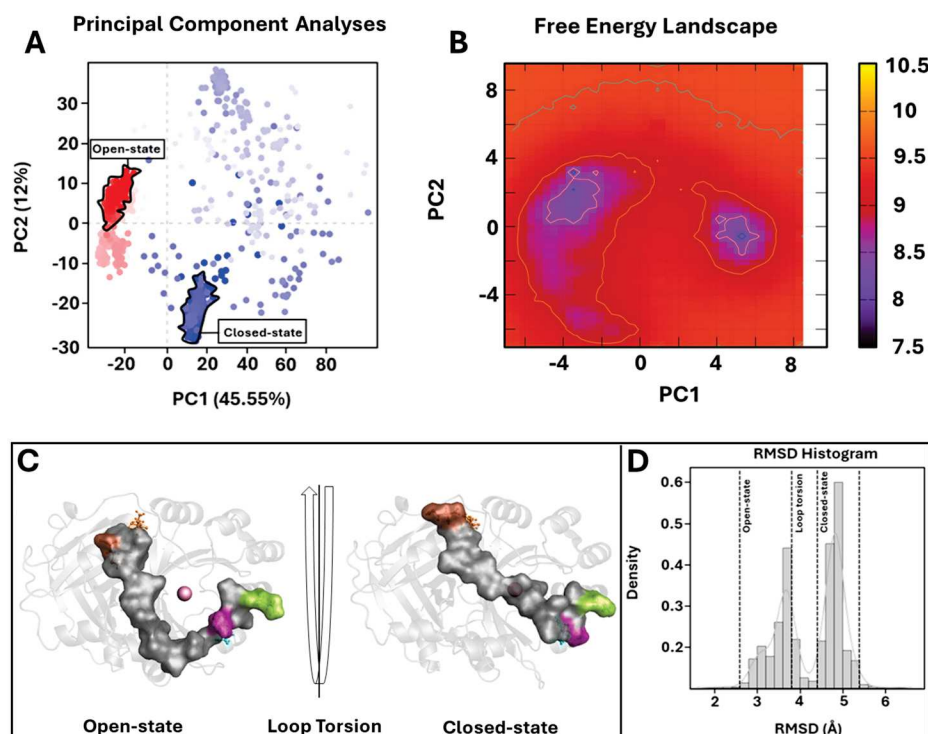 Principal Component Analyses
A
30
20
10
0
-10
-20
-30
PC2 (12%)
Open-state
Closed-state
-20 0 20 40 60 80
PC1 (45.55%)
Free Energy Landscape
B
8
4
0
-4
PC2
-4 0 4 8
PC1
10.5
10
9.5
9
8.5
8
7.5
C
Open-state
Loop Torsion
Closed-state
D
RMSD Histogram
Open-state
Loop torsion
Closed-state
0.6
0.5
0.3
0.2
Density
2 3 4 5 6
RMSD (Å)